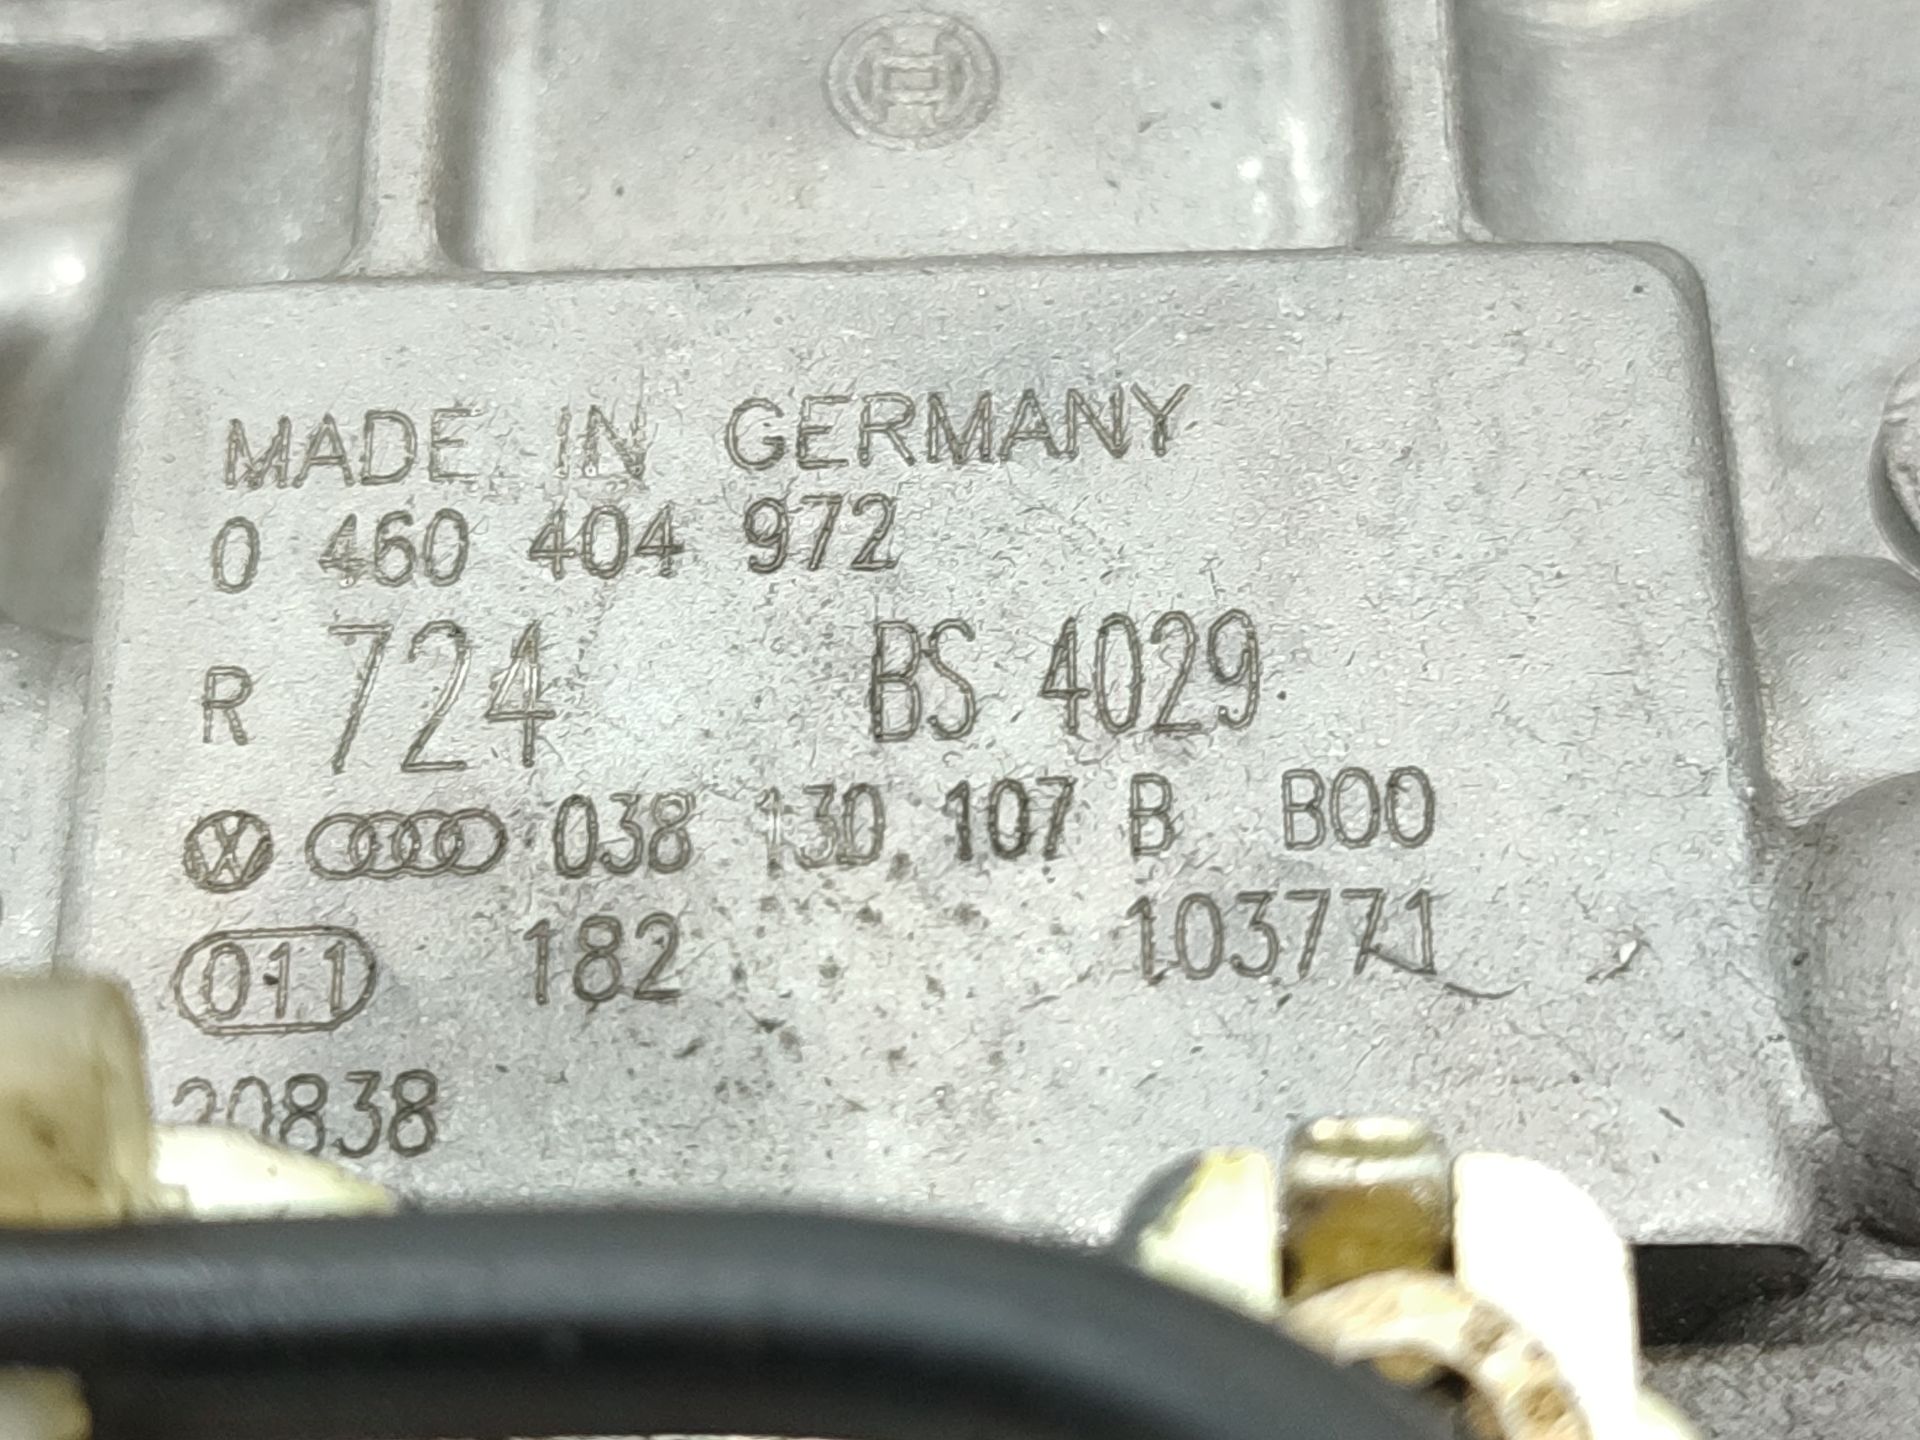 MADE IN GERMANY
0 460 404 972
R 724 BS 4029
038 130 107 B B00
011 182 103771
20838